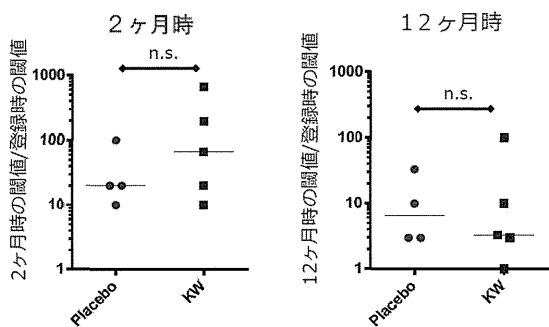 2ヶ月時
n.s.
1000
100
10
1
2ヶ月時の閾値/登録時の閾値
Placebo
KW
12ヶ月時
n.s.
1000
100
10
1
12ヶ月時の閾値/登録時の閾値
Placebo
KW